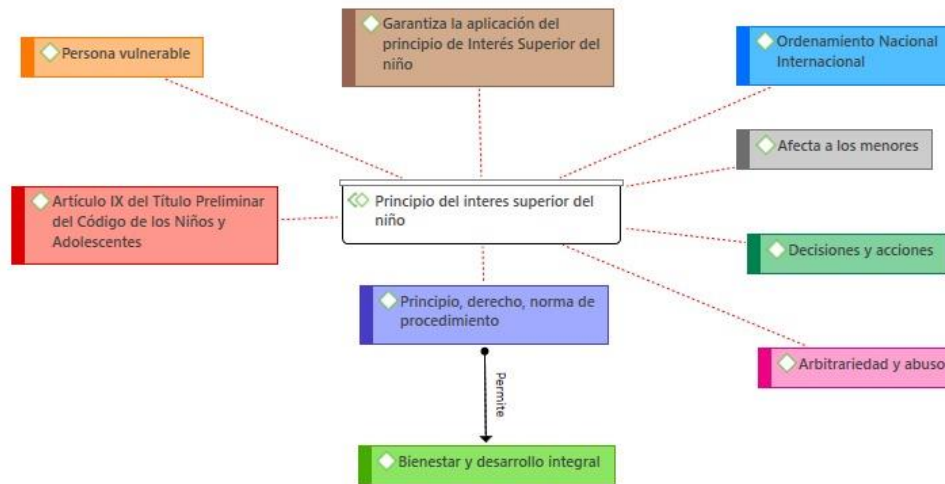 Persona vulnerable
Garantiza la aplicación del
principio de Interés Superior del
niño
Ordenamiento Nacional
Internacional
Afecta a los menores
Artículo IX del Título Preliminar
del Código de los Niños y
Adolescentes
Principio del interes superior del
niño
Decisiones y acciones
Principio, derecho, norma de
procedimiento
Arbitrariedad y abuso
Permite
Bienestar y desarrollo integral